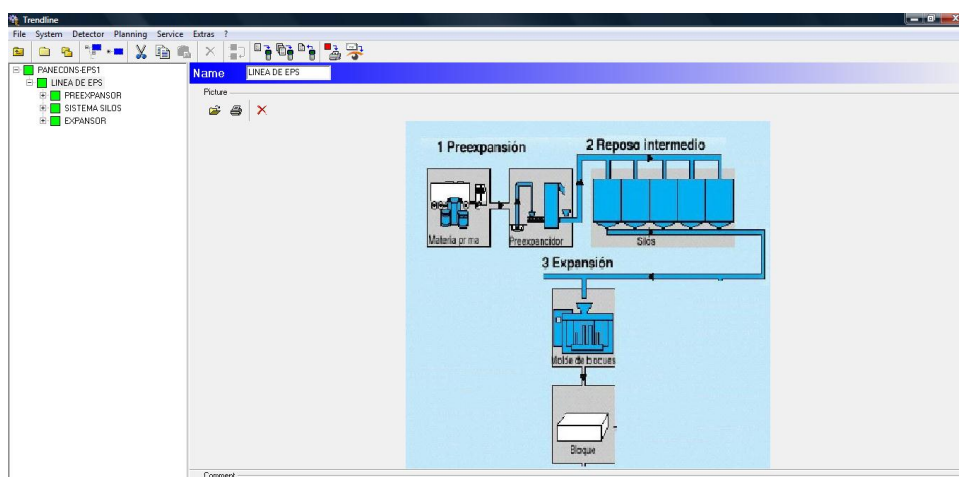 Trendline
File System Detector Planning Service Extras ?
PANECONS-EPS1
LINEA DE EPS
PREEXPANSOR
SISTEMA SILOS
EXPANSOR
Name LINEA DE EPS
Picture
1 Preexpansión
2 Reposo intermedio
Materia prima
Preexpancidor
Silos
3 Expansión
Molde de bocues
Bloque
Comment